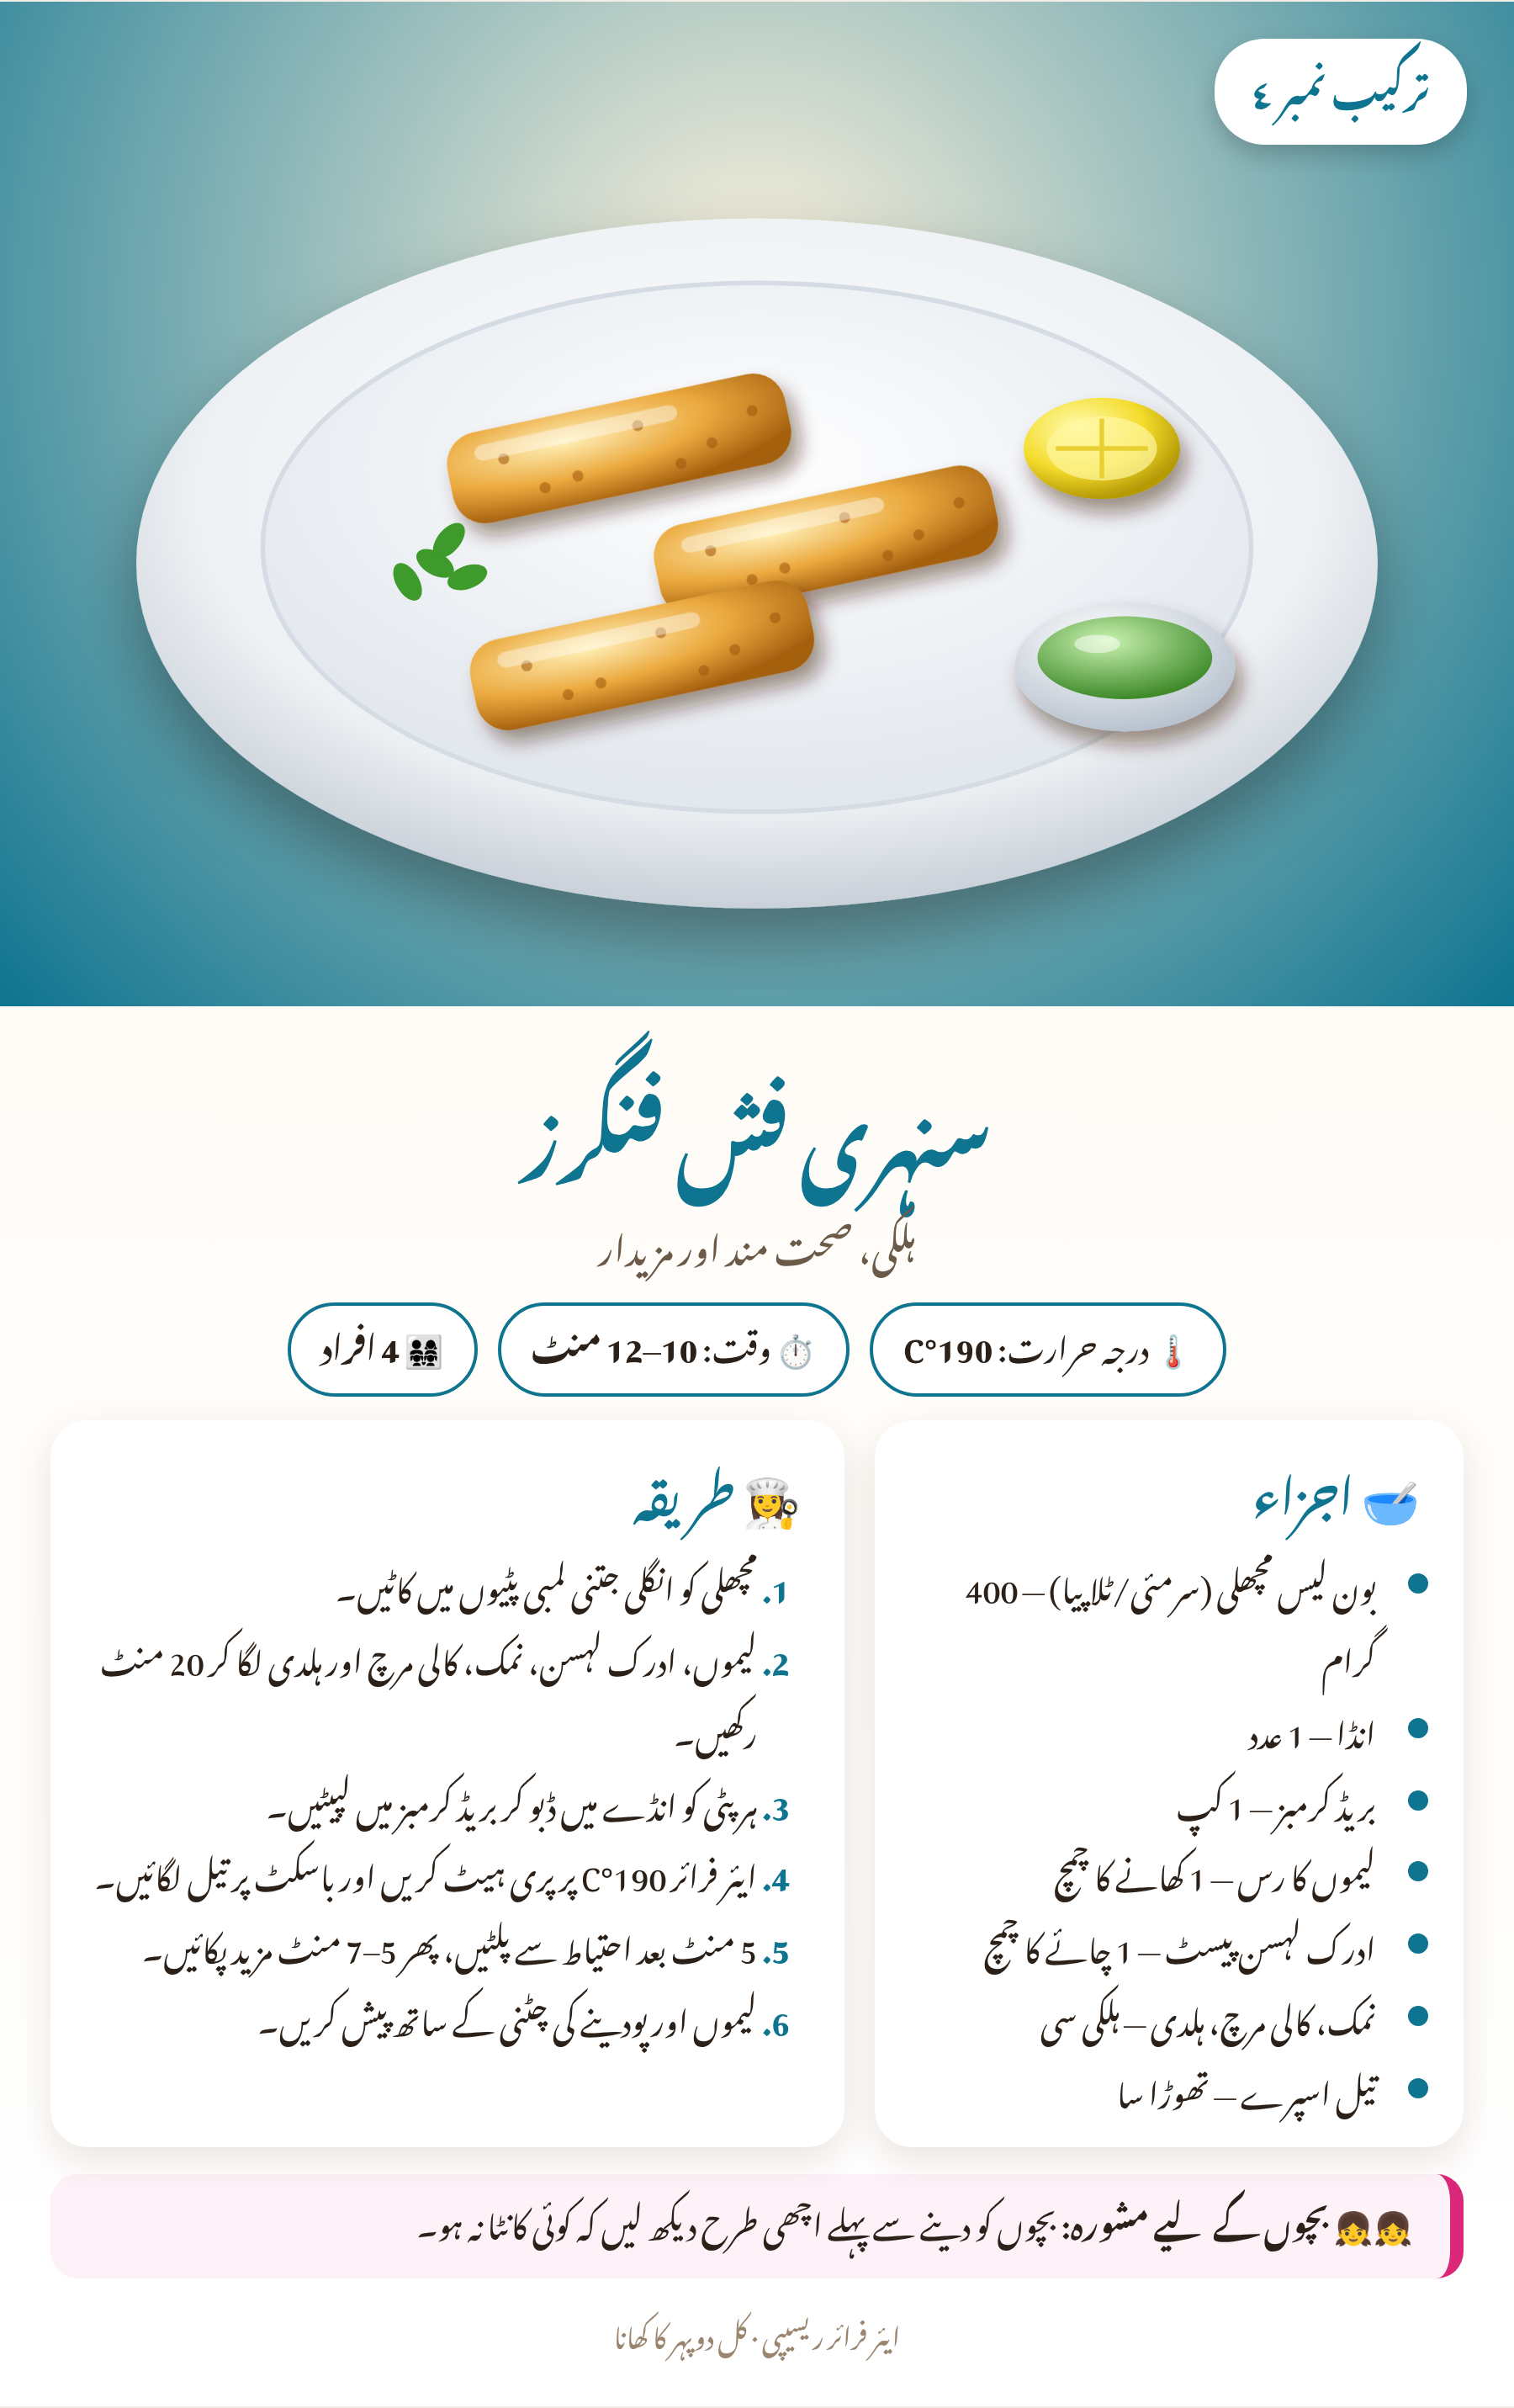 ترکیب نمبر ٤
سنہری فش فنگرز
ہلکی، صحت مند اور مزیدار
🌡️ درجہ حرارت: 190°C
⏱️ وقت: 10–12 منٹ
👨‍👩‍👧‍👦 4 افراد
🥣 اجزاء
بون لیس مچھلی (سرمئی/ٹلاپیا) — 400
گرام
انڈا — 1 عدد
بریڈ کرمبز — 1 کپ
لیموں کا رس — 1 کھانے کا چمچ
ادرک لہسن پیسٹ — 1 چائے کا چمچ
نمک، کالی مرچ، ہلدی — ہلکی سی
تیل اسپرے — تھوڑا سا
👩‍🍳 طریقہ
1. مچھلی کو انگلی جتنی لمبی پٹیوں میں کاٹیں۔
2. لیموں، ادرک لہسن، نمک، کالی مرچ اور ہلدی لگا کر 20 منٹ
رکھیں۔
3. ہر پٹی کو انڈے میں ڈبو کر بریڈ کرمبز میں لپیٹیں۔
4. ایئر فرائر 190°C پر پری ہیٹ کریں اور باسکٹ پر تیل لگائیں۔
5. 5 منٹ بعد احتیاط سے پلٹیں، پھر 5–7 منٹ مزید پکائیں۔
6. لیموں اور پودینے کی چٹنی کے ساتھ پیش کریں۔
👧👧 بچوں کے لیے مشورہ: بچوں کو دینے سے پہلے اچھی طرح دیکھ لیں کہ کوئی کانٹا نہ ہو۔
ایئر فرائر ریسیپی · کل دوپہر کا کھانا